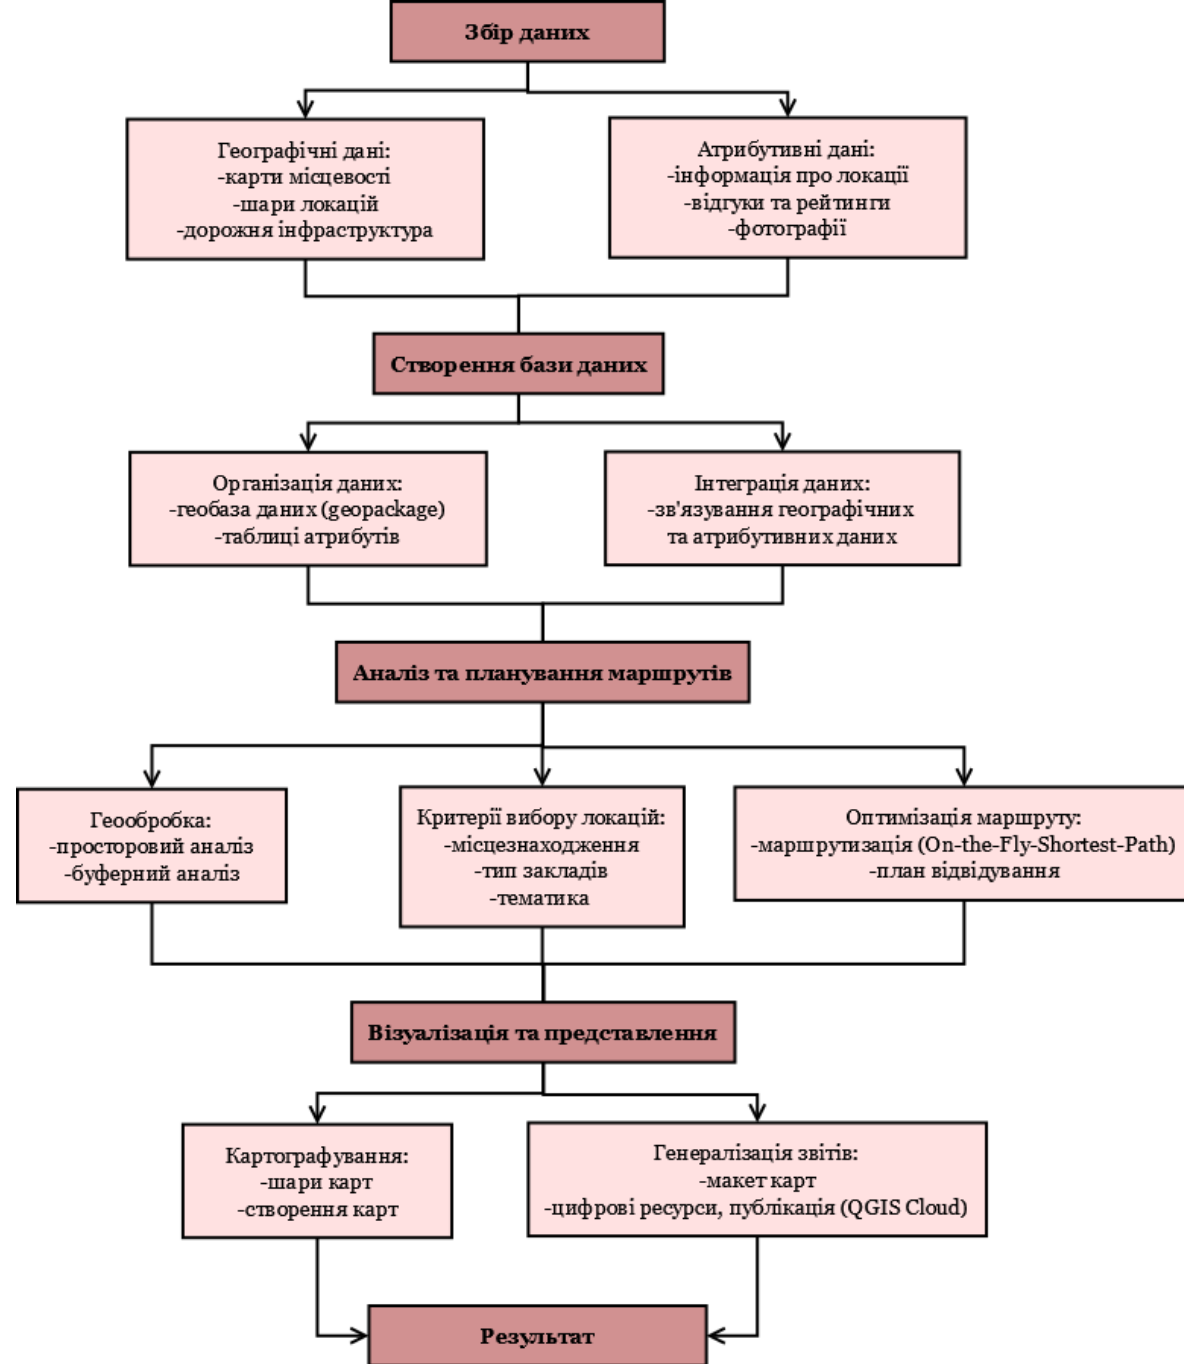 Збір даних
Географічні дані:
-карти місцевості
-шари локацій
-дорожня інфраструктура
Атрибутивні дані:
-інформація про локації
-відгуки та рейтинги
-фотографії
Створення бази даних
Організація даних:
-геобаза даних (geopackage)
-таблиці атрибутів
Інтеграція даних:
-зв'язування географічних
та атрибутивних даних
Аналіз та планування маршрутів
Геообробка:
-просторовий аналіз
-буферний аналіз
Критерії вибору локацій:
-місцезнаходження
-тип закладів
-тематика
Оптимізація маршруту:
-маршрутизація (On-the-Fly-Shortest-Path)
-план відвідування
Візуалізація та представлення
Картографування:
-шари карт
-створення карт
Генералізація звітів:
-макет карт
-цифрові ресурси, публікація (QGIS Cloud)
Результат